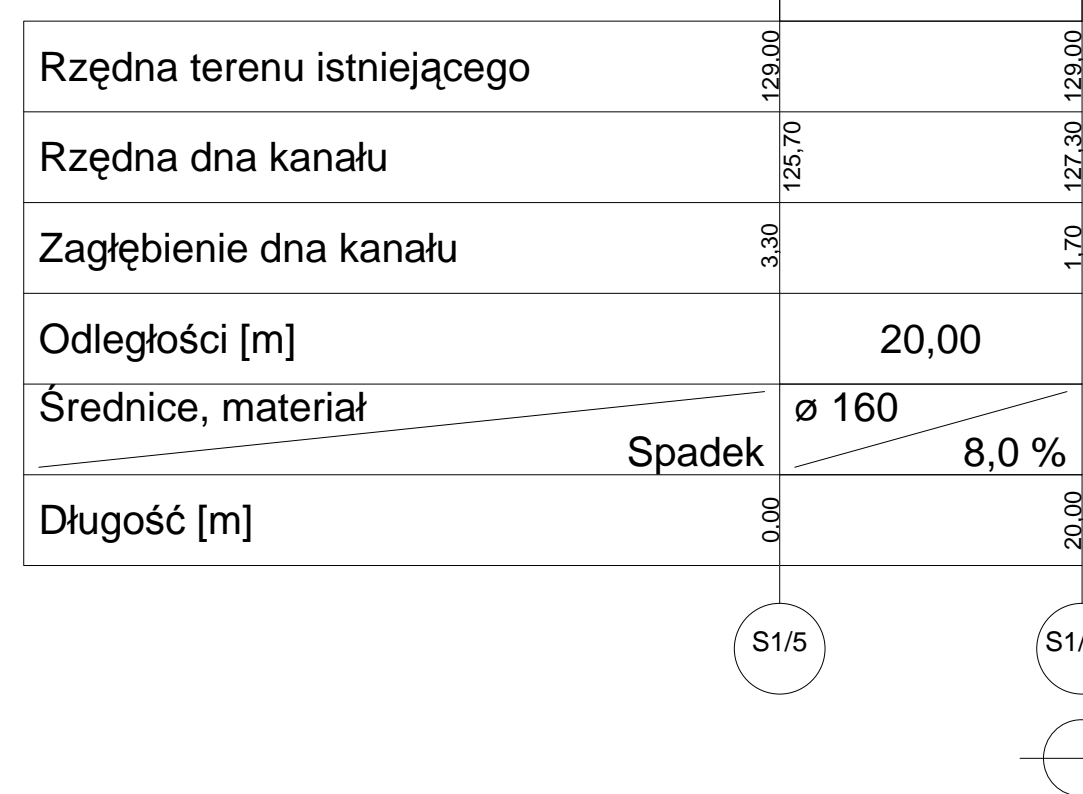 Rzędna terenu istniejącego 129.00 129.00
Rzędna dna kanału 125,70 127,30
Zagłębienie dna kanału 3,30 1,70
Odległości [m] 20,00
Średnice, materiał ø 160
Spadek 8,0 %
Długość [m] 0.00 20.00
S1/5 S1/